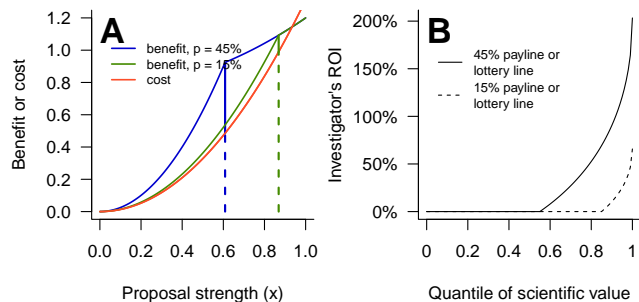 A
benefit, p = 45%
benefit, p = 15%
cost
Benefit or cost
1.2
1.0
0.8
0.6
0.4
0.2
0.0
0.0 0.2 0.4 0.6 0.8 1.0
Proposal strength (x)
B
45% payline or
lottery line
15% payline or
lottery line
Investigator's ROI
200%
150%
100%
50%
0%
0 0.2 0.4 0.6 0.8 1
Quantile of scientific value